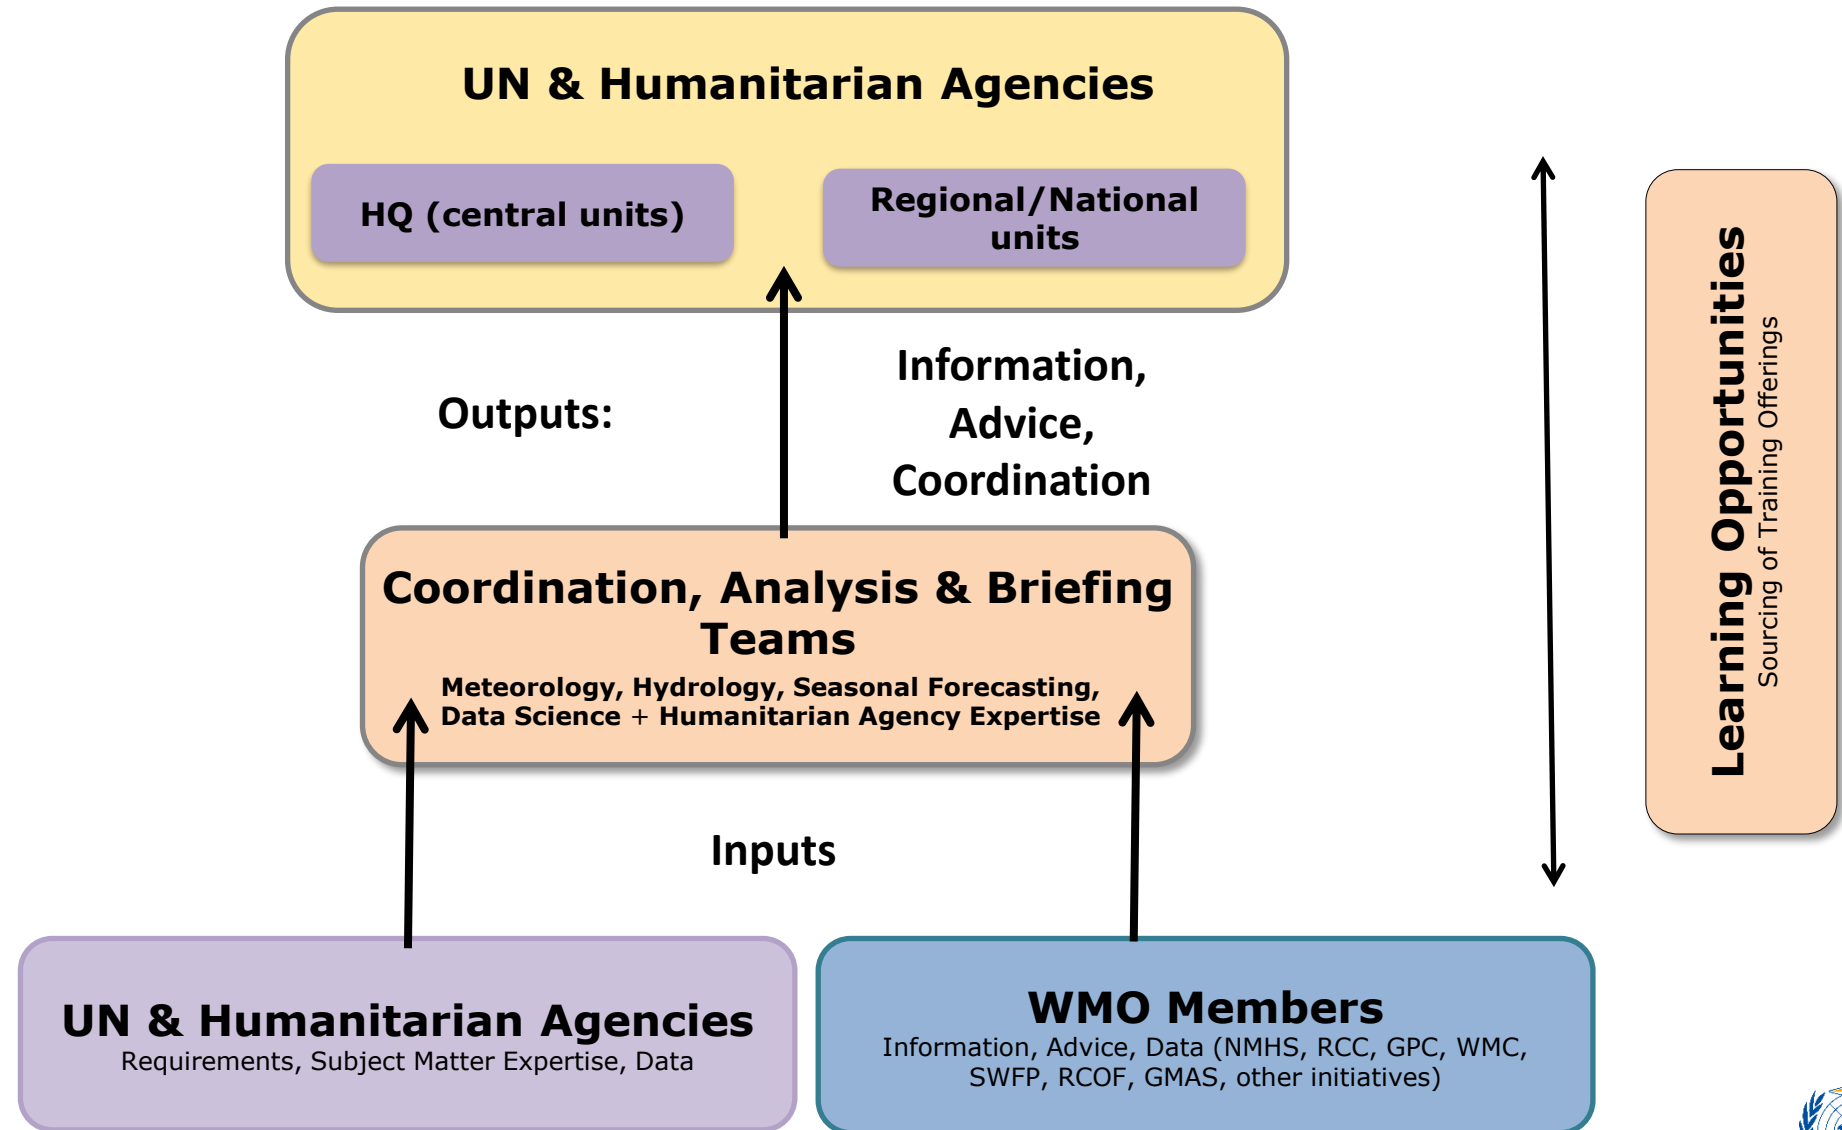 UN & Humanitarian Agencies
HQ (central units)
Regional/National
units
Outputs:
Information,
Advice,
Coordination
Coordination, Analysis & Briefing
Teams
Meteorology, Hydrology, Seasonal Forecasting,
Data Science + Humanitarian Agency Expertise
Inputs
UN & Humanitarian Agencies
Requirements, Subject Matter Expertise, Data
WMO Members
Information, Advice, Data (NMHS, RCC, GPC, WMC,
SWFP, RCOF, GMAS, other initiatives)
Learning Opportunities
Sourcing of Training Offerings